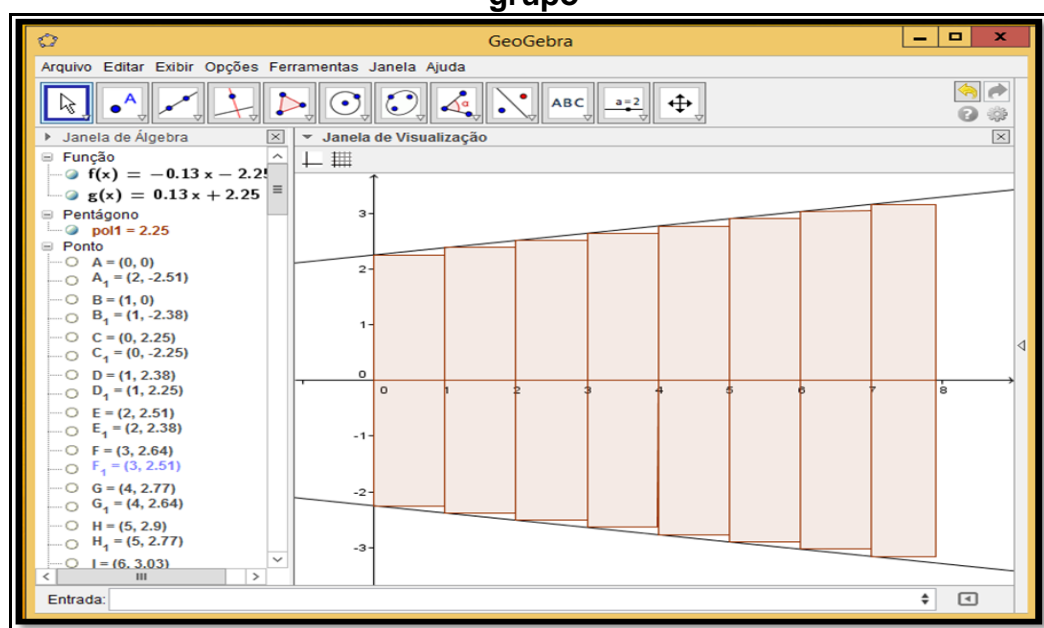 grupo
GeoGebra
Arquivo Editar Exibir Opções Ferramentas Janela Ajuda
A
α
ABC
a=2
Janela de Álgebra
Janela de Visualização
Função
f(x) = −0.13 x − 2.25
g(x) = 0.13 x + 2.25
Pentágono
pol1 = 2.25
Ponto
A = (0, 0)
A1 = (2, -2.51)
B = (1, 0)
B1 = (1, -2.38)
C = (0, 2.25)
C1 = (0, -2.25)
D = (1, 2.38)
D1 = (1, 2.25)
E = (2, 2.51)
E1 = (2, 2.38)
F = (3, 2.64)
F1 = (3, 2.51)
G = (4, 2.77)
G1 = (4, 2.64)
H = (5, 2.9)
H1 = (5, 2.77)
I = (6, 3.03)
3
2
1
0
0 1 2 3 4 5 6 7 8
-1
-2
-3
Entrada: